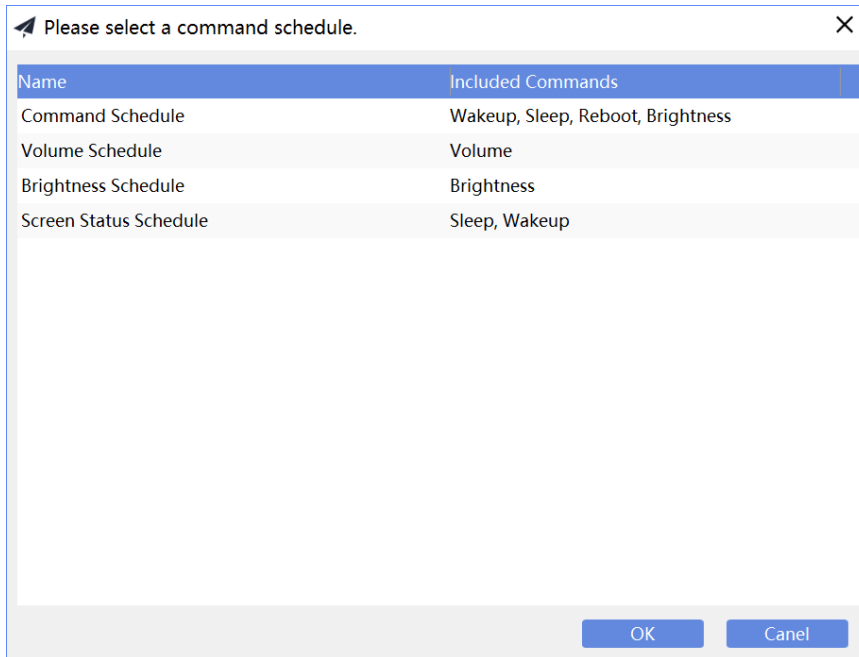 Please select a command schedule.
Name Included Commands
Command Schedule Wakeup, Sleep, Reboot, Brightness
Volume Schedule Volume
Brightness Schedule Brightness
Screen Status Schedule Sleep, Wakeup
OK Canel